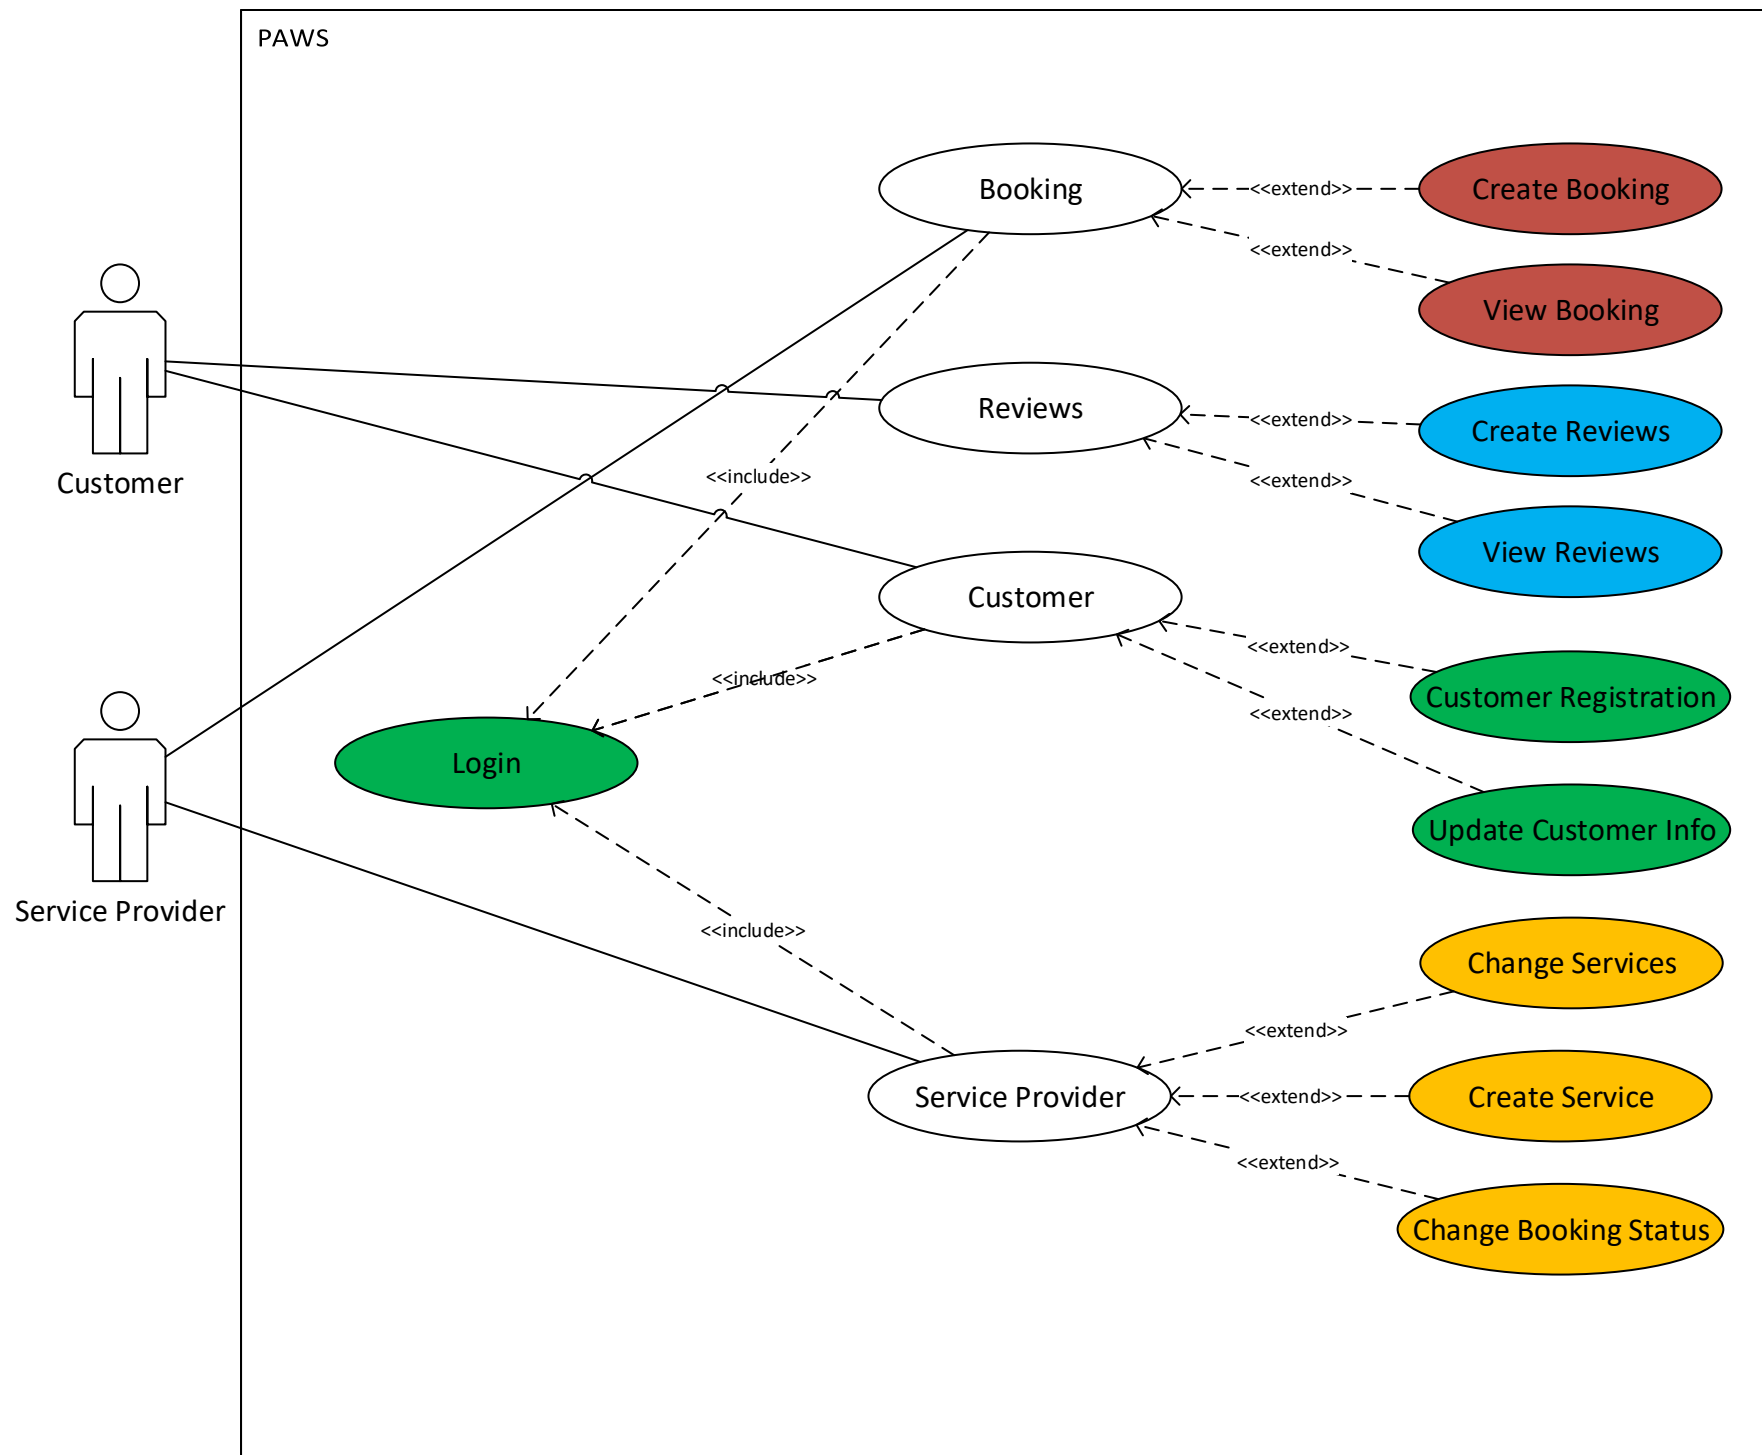 PAWS
Booking
<<extend>>
Create Booking
<<extend>>
View Booking
Customer
Reviews
<<extend>>
Create Reviews
<<include>>
<<extend>>
View Reviews
Customer
<<extend>>
<<include>>
Customer Registration
<<extend>>
Login
Update Customer Info
Service Provider
<<include>>
Change Services
<<extend>>
Service Provider
<<extend>>
Create Service
<<extend>>
Change Booking Status